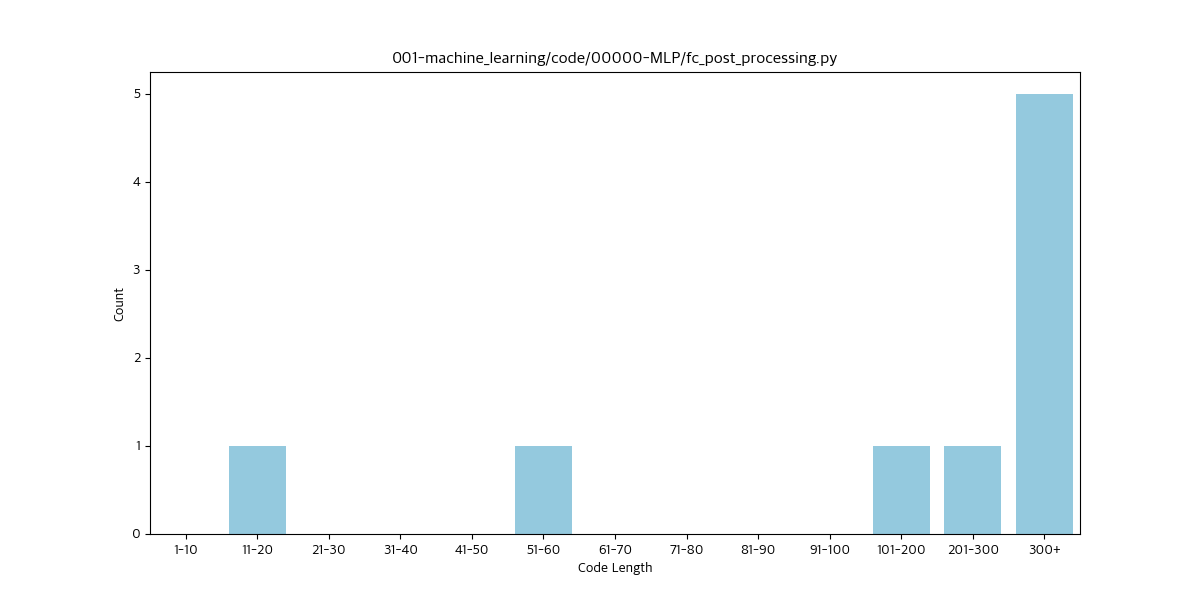 001-machine_learning/code/00000-MLP/fc_post_processing.py
5
4
3
2
1
0
Count
1-10 11-20 21-30 31-40 41-50 51-60 61-70 71-80 81-90 91-100 101-200 201-300 300+
Code Length